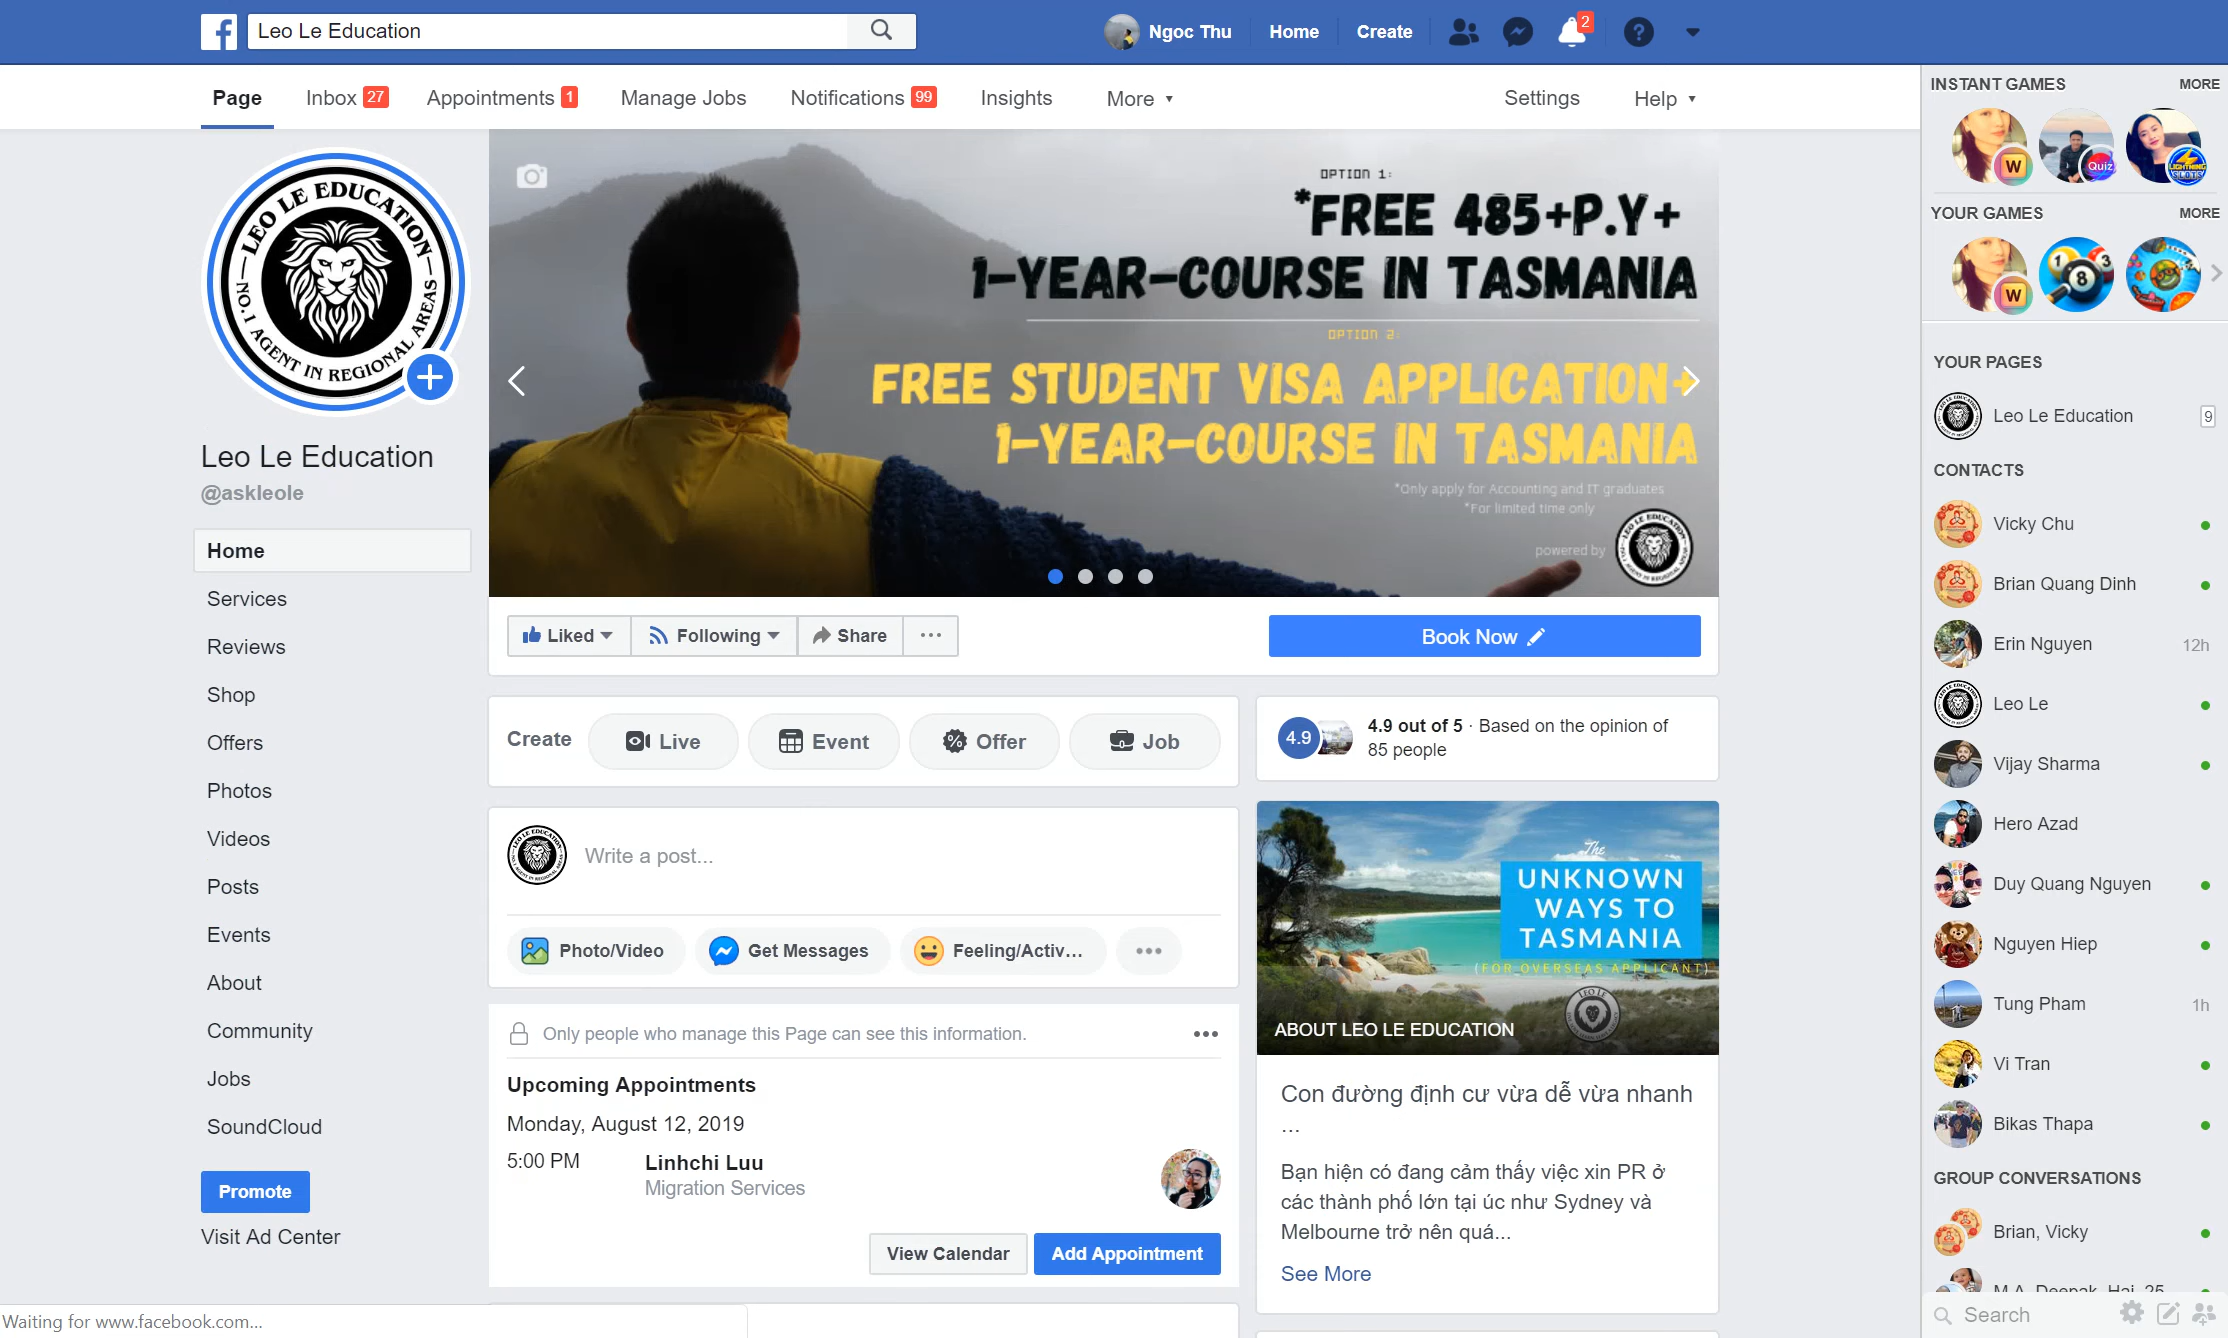 Leo Le Education
Ngoc Thu
Home
Create
2
Page
Inbox 27
Appointments 1
Manage Jobs
Notifications 99
Insights
More
Settings
Help
LEO LE EDUCATION
NO.1 AGENT IN REGIONAL AREAS
Leo Le Education
@askleole
Home
Services
Reviews
Shop
Offers
Photos
Videos
Posts
Events
About
Community
Jobs
SoundCloud
Promote
Visit Ad Center
OPTION 1:
*FREE 485+P.Y+
1-YEAR-COURSE IN TASMANIA
OPTION 2:
FREE STUDENT VISA APPLICATION+
1-YEAR-COURSE IN TASMANIA
*Only apply for Accounting and IT graduates
*For limited time only
powered by
Liked
Following
Share
Book Now
Create
Live
Event
Offer
Job
Write a post...
Photo/Video
Get Messages
Feeling/Activ...
Only people who manage this Page can see this information.
Upcoming Appointments
Monday, August 12, 2019
5:00 PM
Linhchi Luu
Migration Services
View Calendar
Add Appointment
4.9
4.9 out of 5 · Based on the opinion of
85 people
The
UNKNOWN
WAYS TO
TASMANIA
(FOR OVERSEAS APPLICANT)
LEO LE
ABOUT LEO LE EDUCATION
Con đường định cư vừa dễ vừa nhanh
...
Bạn hiện có đang cảm thấy việc xin PR ở
các thành phố lớn tại úc như Sydney và
Melbourne trở nên quá...
See More
INSTANT GAMES
MORE
W
Quiz
LIGHTNING
SLOTS
YOUR GAMES
MORE
W
1
8
3
YOUR PAGES
Leo Le Education
9
CONTACTS
Vicky Chu
Brian Quang Dinh
Erin Nguyen
12h
Leo Le
Vijay Sharma
Hero Azad
Duy Quang Nguyen
Nguyen Hiep
Tung Pham
1h
Vi Tran
Bikas Thapa
GROUP CONVERSATIONS
Brian, Vicky
M.A, Deepak, Hai, 25
Search
Waiting for www.facebook.com...